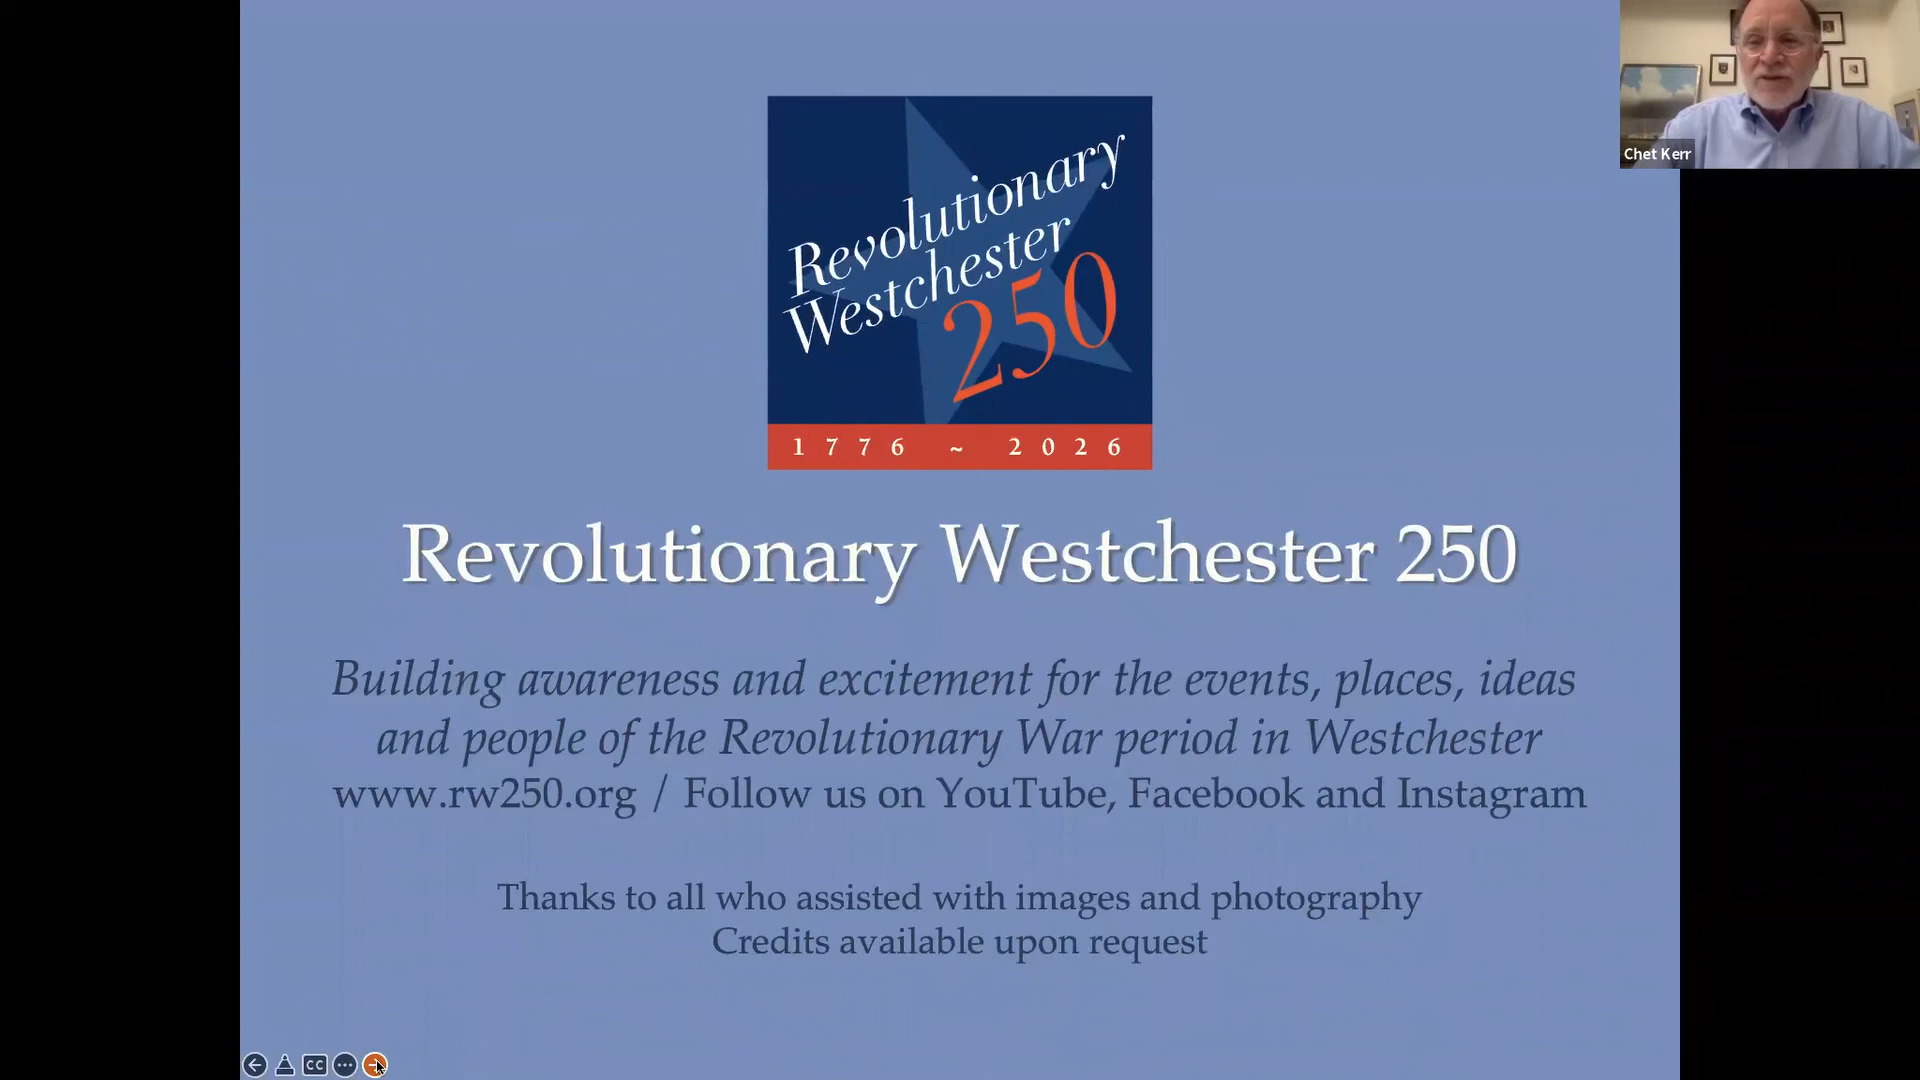 Revolutionary
Westchester
250
1776 ~ 2026
Chet Kerr
Revolutionary Westchester 250
Building awareness and excitement for the events, places, ideas
and people of the Revolutionary War period in Westchester
www.rw250.org / Follow us on YouTube, Facebook and Instagram
Thanks to all who assisted with images and photography
Credits available upon request
CC